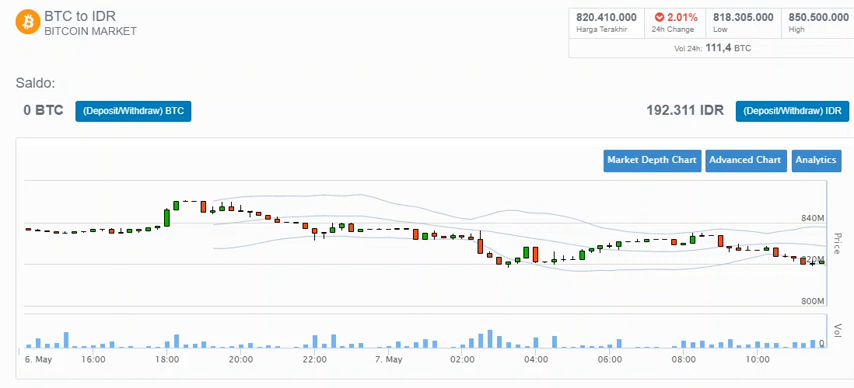 BTC to IDR
BITCOIN MARKET
820.410.000 2.01% 818.305.000 850.500.000
Harga Terakhir 24h Change Low High
Vol 24h: 111,4 BTC
Saldo:
0 BTC (Deposit/Withdraw) BTC 192.311 IDR (Deposit/Withdraw) IDR
Market Depth Chart Advanced Chart Analytics
840M
Price
820M
800M
Vol
0
6. May 16:00 18:00 20:00 22:00 7. May 02:00 04:00 06:00 08:00 10:00